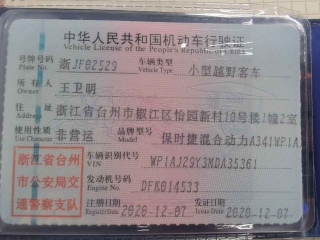 中华人民共和国机动车行驶证
Vehicle License of the People's Republic of China
号牌号码 浙JF02529 车辆类型 小型越野客车
Plate No. Vehicle Type
所有人 王卫明
Owner
住址 浙江省台州市椒江区怡园新村10号楼1幢2室
Address
使用性质 非营运 品牌型号 保时捷混合动力A341WP1A
Use Character Model
浙江省台
州市公安局交
通警察支队
车辆识别代号 WP1AJ29Y3MDA35361
VIN
发动机号码 DFK014533
Engine No.
注册日期 2020-12-07 发证日期 2020-12-07
Register Date Issue Date